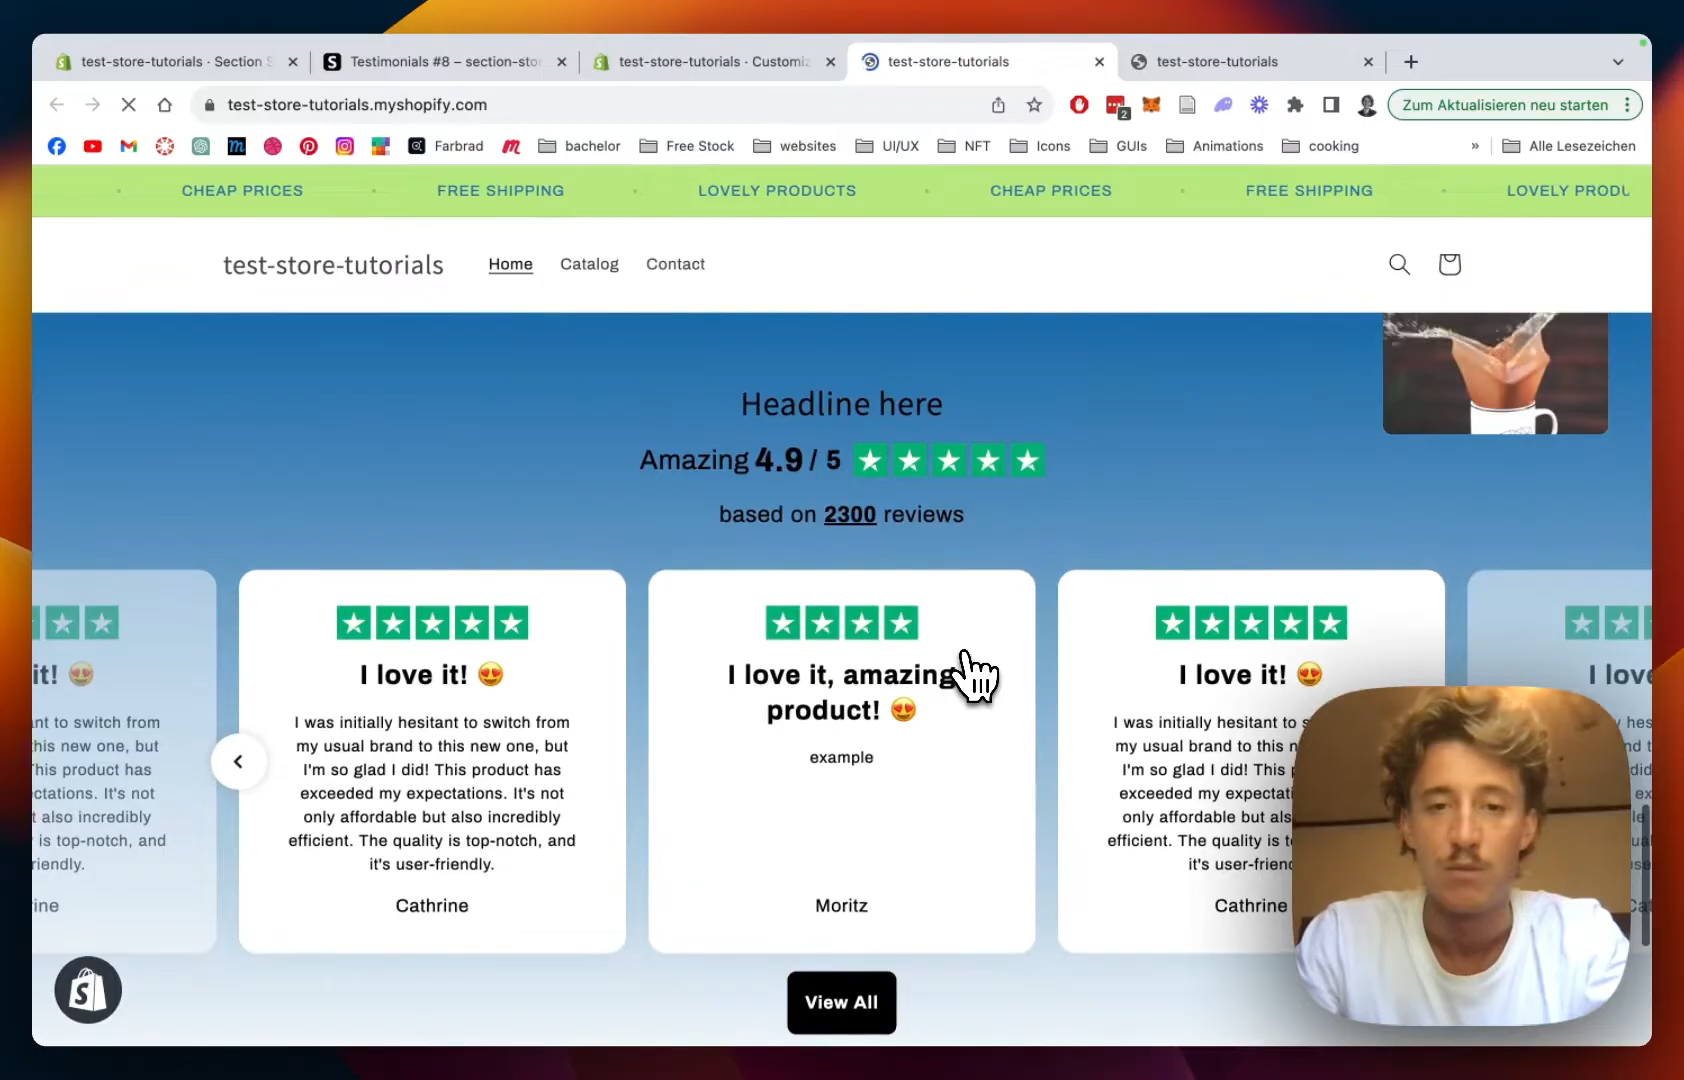 test-store-tutorials · Section S
Testimonials #8 – section-stor
test-store-tutorials · Customiz
test-store-tutorials
test-store-tutorials
test-store-tutorials.myshopify.com
2
Zum Aktualisieren neu starten
Farbrad
bachelor
Free Stock
websites
UI/UX
NFT
Icons
GUIs
Animations
cooking
»
Alle Lesezeichen
CHEAP PRICES
FREE SHIPPING
LOVELY PRODUCTS
CHEAP PRICES
FREE SHIPPING
LOVELY PRODU
test-store-tutorials
Home
Catalog
Contact
Headline here
Amazing 4.9 / 5
based on 2300 reviews
it! 😍
nt to switch from
his new one, but
This product has
ectations. It's not
t also incredibly
is top-notch, and
riendly.
rine
I love it! 😍
I was initially hesitant to switch from
my usual brand to this new one, but
I'm so glad I did! This product has
exceeded my expectations. It's not
only affordable but also incredibly
efficient. The quality is top-notch, and
it's user-friendly.
Cathrine
I love it, amazing
product! 😍
example
Moritz
I love it! 😍
I was initially hesitant to s
my usual brand to this n
I'm so glad I did! This p
exceeded my expectati
only affordable but als
efficient. The quality is t
it's user-frien
Cathrine
I love
View All